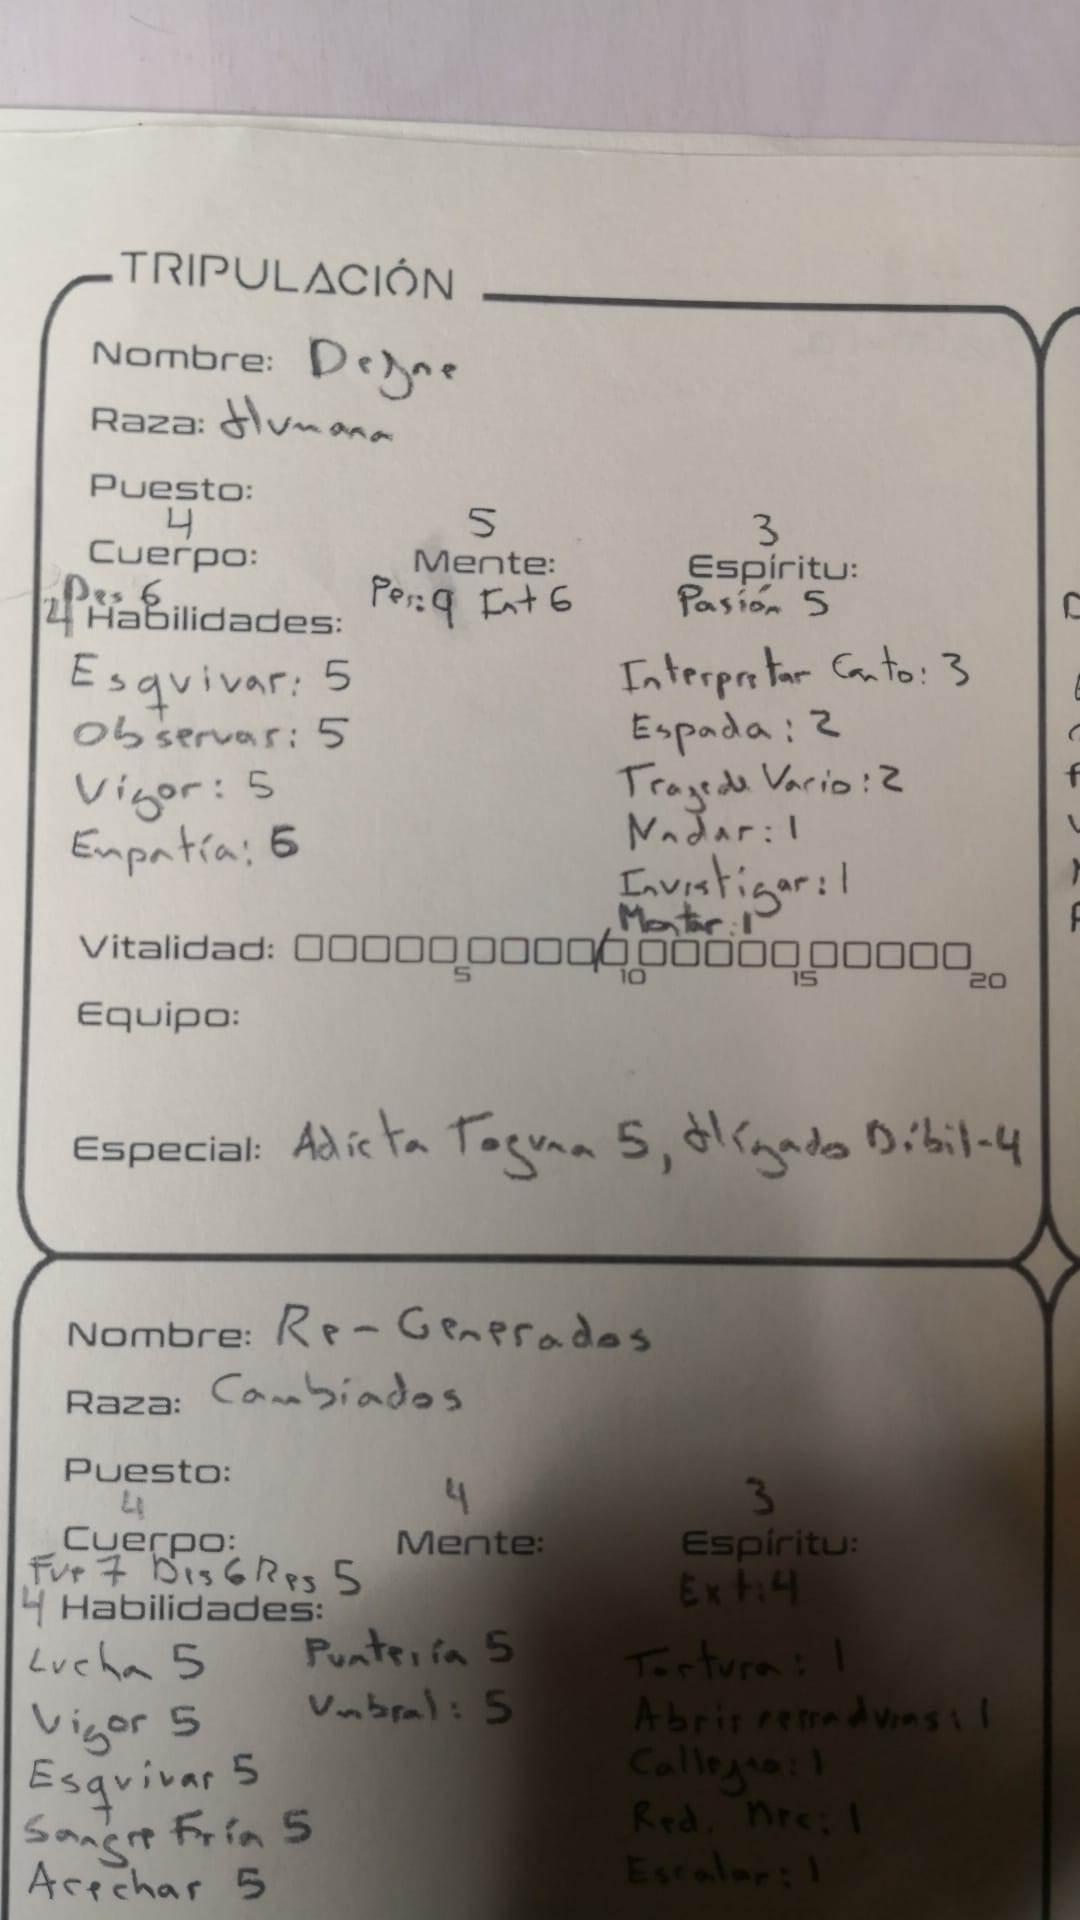 TRIPULACIÓN
Nombre: Dejne
Raza: Humana
Puesto:
4 5 3
Cuerpo: Mente: Espíritu:
Des 6 Per: 9 Int 6 Pasión 5
4 Habilidades:
Esquivar: 5 Interpretar Canto: 3
Observar: 5 Espada: 2
Vigor: 5 Traje de Vacio: 2
Empatía: 5 Nadar: 1
Investigar: 1
Montar: 1
Vitalidad:
5 10 15 20
Equipo:
Especial: Adicta Toguna 5, Hígado Débil-4
Nombre: Re-Generados
Raza: Cambiados
Puesto:
4 4 3
Cuerpo: Mente: Espíritu:
Fue 7 Des 6 Res 5 Ext: 4
4 Habilidades:
Lucha 5 Puntería 5 Tortura: 1
Vigor 5 Umbral: 5 Abrir cerraduras: 1
Esquivar 5 Callejeo: 1
Sangre Fría 5 Red. : 1
Acechar 5 Escalar: 1